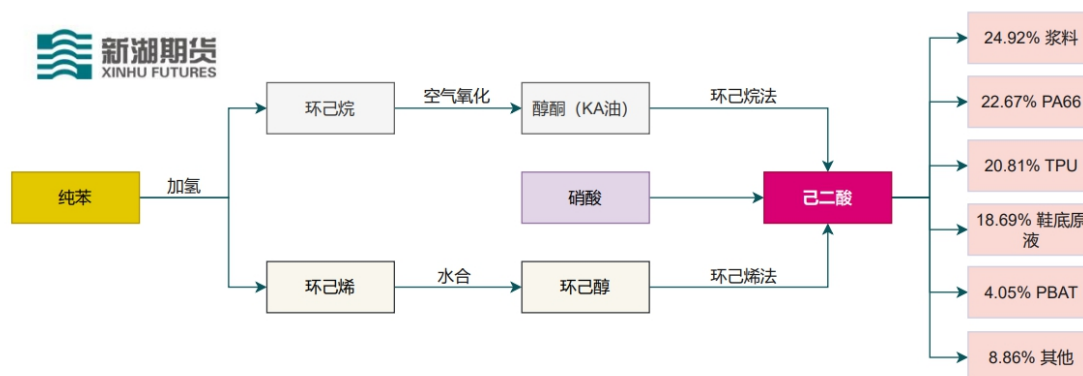 新湖期货
XINHU FUTURES
24.92% 浆料
环己烷
空气氧化
醇酮（KA油）
环己烷法
22.67% PA66
纯苯
加氢
硝酸
己二酸
20.81% TPU
18.69% 鞋底原
液
环己烯
水合
环己醇
环己烯法
4.05% PBAT
8.86% 其他